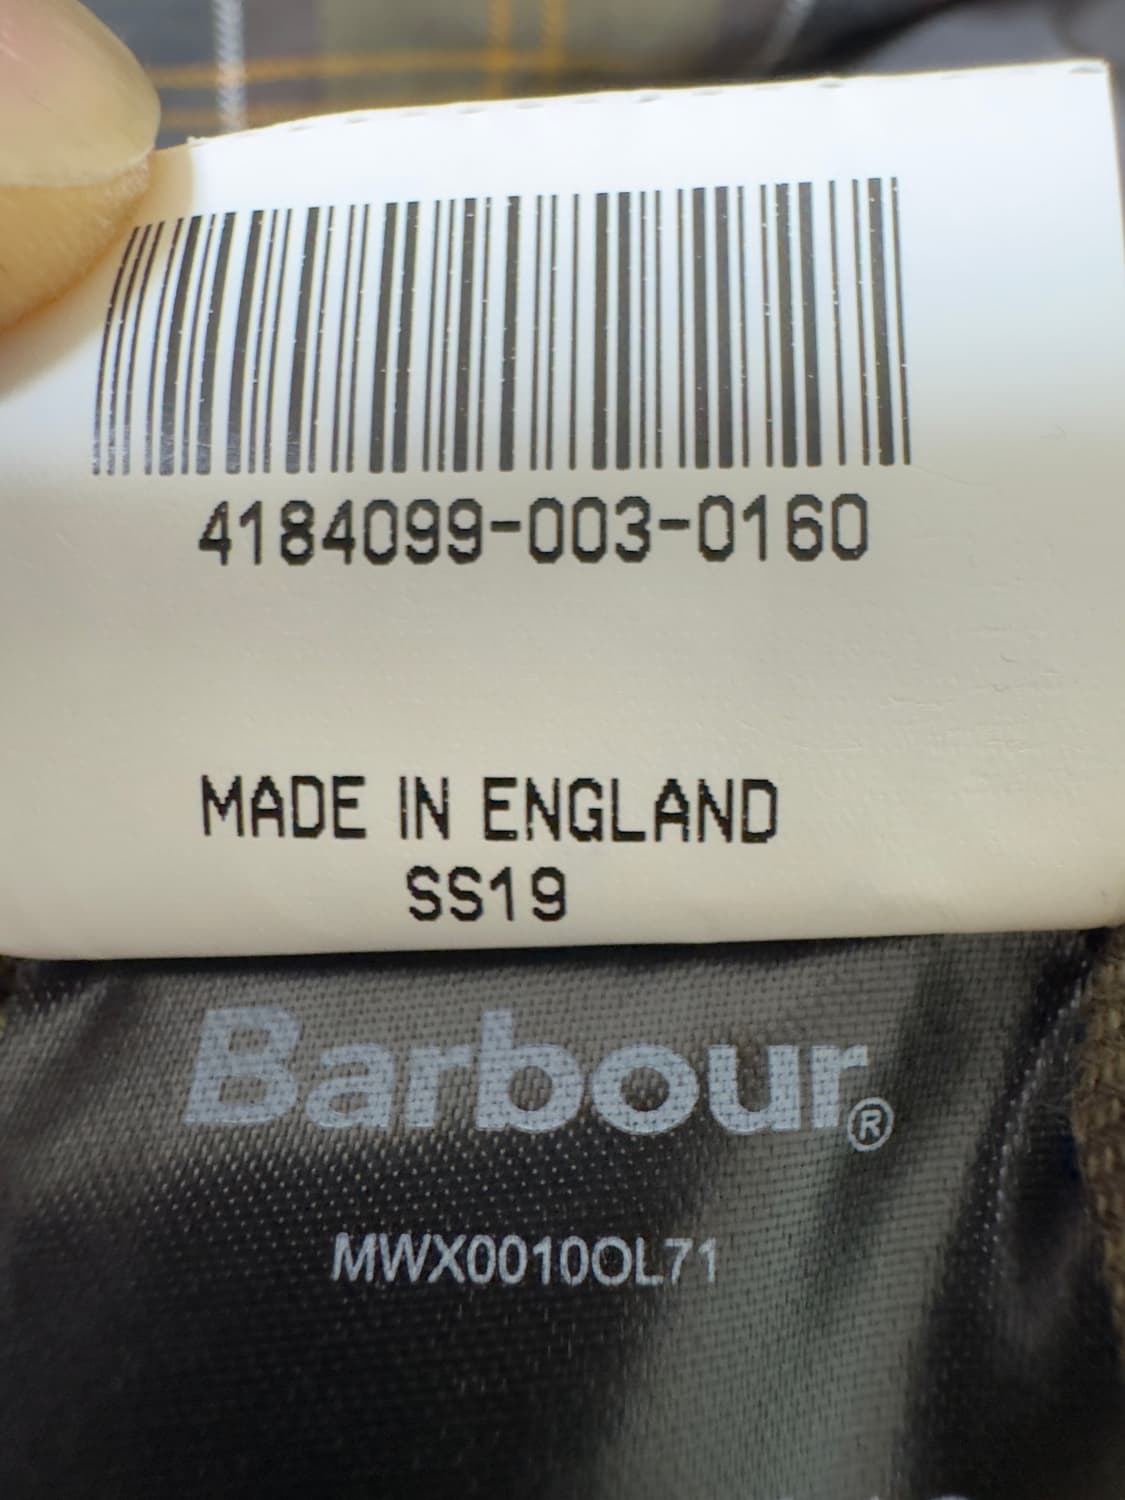 4184099-003-0160
MADE IN ENGLAND
SS19
Barbour®
MWX0010OL71